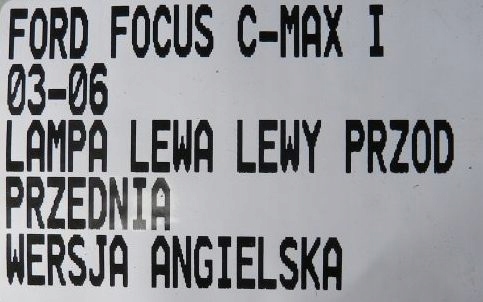 FORD FOCUS C-MAX I
03-06
LAMPA LEWA LEWY PRZOD
PRZEDNIA
WERSJA ANGIELSKA